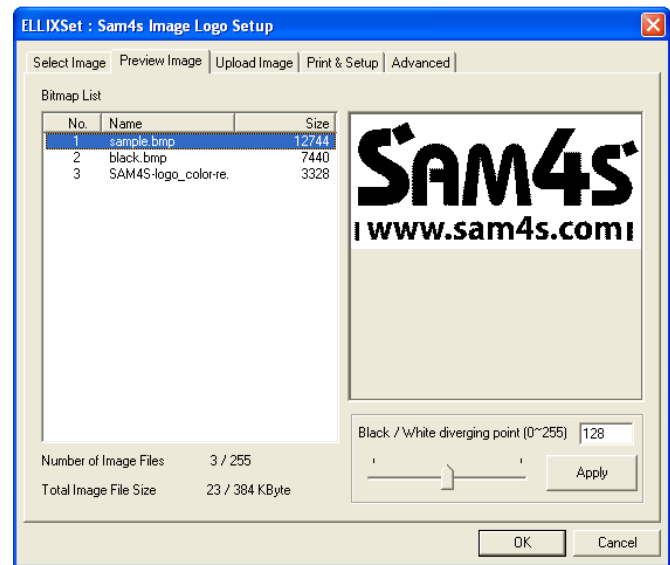 ELLIXSet : Sam4s Image Logo Setup
Select Image Preview Image Upload Image Print & Setup Advanced
Bitmap List
No. Name Size
1 sample.bmp 12744
2 black.bmp 7440
3 SAM4S-logo_color-re. 3328
SAM4S
www.sam4s.com
Black / White diverging point (0~255) 128
Number of Image Files 3 / 255
Apply
Total Image File Size 23 / 384 KByte
OK Cancel